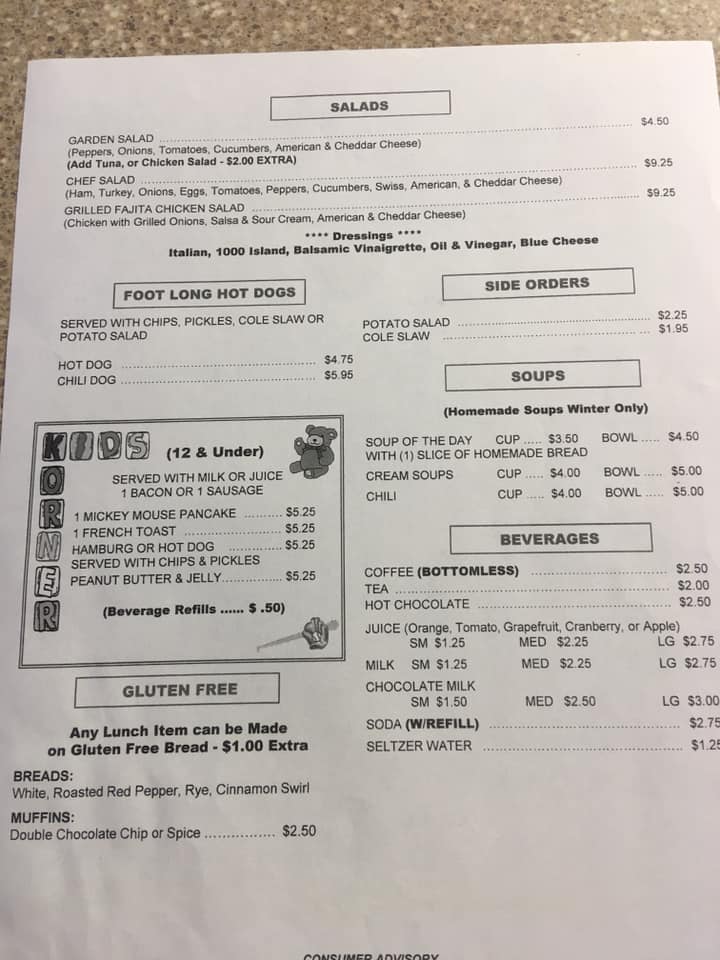 SALADS
GARDEN SALAD ........ $4.50
(Peppers, Onions, Tomatoes, Cucumbers, American & Cheddar Cheese)
(Add Tuna, or Chicken Salad - $2.00 EXTRA)
CHEF SALAD ........ $9.25
(Ham, Turkey, Onions, Eggs, Tomatoes, Peppers, Cucumbers, Swiss, American, & Cheddar Cheese)
GRILLED FAJITA CHICKEN SALAD ........ $9.25
(Chicken with Grilled Onions, Salsa & Sour Cream, American & Cheddar Cheese)
**** Dressings ****
Italian, 1000 Island, Balsamic Vinaigrette, Oil & Vinegar, Blue Cheese
FOOT LONG HOT DOGS
SERVED WITH CHIPS, PICKLES, COLE SLAW OR
POTATO SALAD
HOT DOG ........ $4.75
CHILI DOG ........ $5.95
KIDS KORNER
(12 & Under)
SERVED WITH MILK OR JUICE
1 BACON OR 1 SAUSAGE
1 MICKEY MOUSE PANCAKE ........ $5.25
1 FRENCH TOAST ........ $5.25
HAMBURG OR HOT DOG ........ $5.25
SERVED WITH CHIPS & PICKLES
PEANUT BUTTER & JELLY ........ $5.25
(Beverage Refills ...... $ .50)
GLUTEN FREE
Any Lunch Item can be Made
on Gluten Free Bread - $1.00 Extra
BREADS:
White, Roasted Red Pepper, Rye, Cinnamon Swirl
MUFFINS:
Double Chocolate Chip or Spice ........ $2.50
SIDE ORDERS
POTATO SALAD ........ $2.25
COLE SLAW ........ $1.95
SOUPS
(Homemade Soups Winter Only)
SOUP OF THE DAY CUP ..... $3.50 BOWL ..... $4.50
WITH (1) SLICE OF HOMEMADE BREAD
CREAM SOUPS CUP ..... $4.00 BOWL ..... $5.00
CHILI CUP ..... $4.00 BOWL ..... $5.00
BEVERAGES
COFFEE (BOTTOMLESS) ........ $2.50
TEA ........ $2.00
HOT CHOCOLATE ........ $2.50
JUICE (Orange, Tomato, Grapefruit, Cranberry, or Apple)
SM $1.25 MED $2.25 LG $2.75
MILK SM $1.25 MED $2.25 LG $2.75
CHOCOLATE MILK
SM $1.50 MED $2.50 LG $3.00
SODA (W/REFILL) ........ $2.75
SELTZER WATER ........ $1.25
CONSUMER ADVISORY